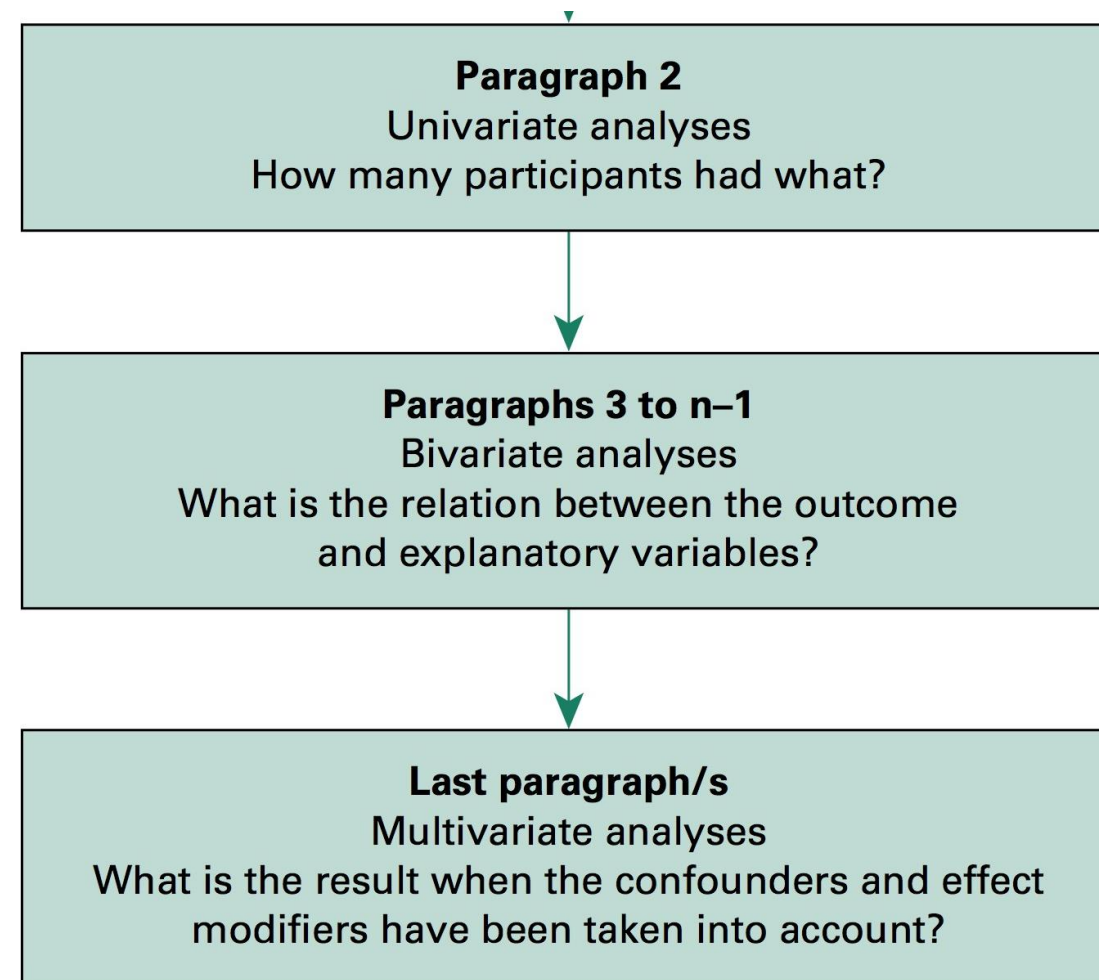 Paragraph 2
Univariate analyses
How many participants had what?
Paragraphs 3 to n–1
Bivariate analyses
What is the relation between the outcome
and explanatory variables?
Last paragraph/s
Multivariate analyses
What is the result when the confounders and effect
modifiers have been taken into account?